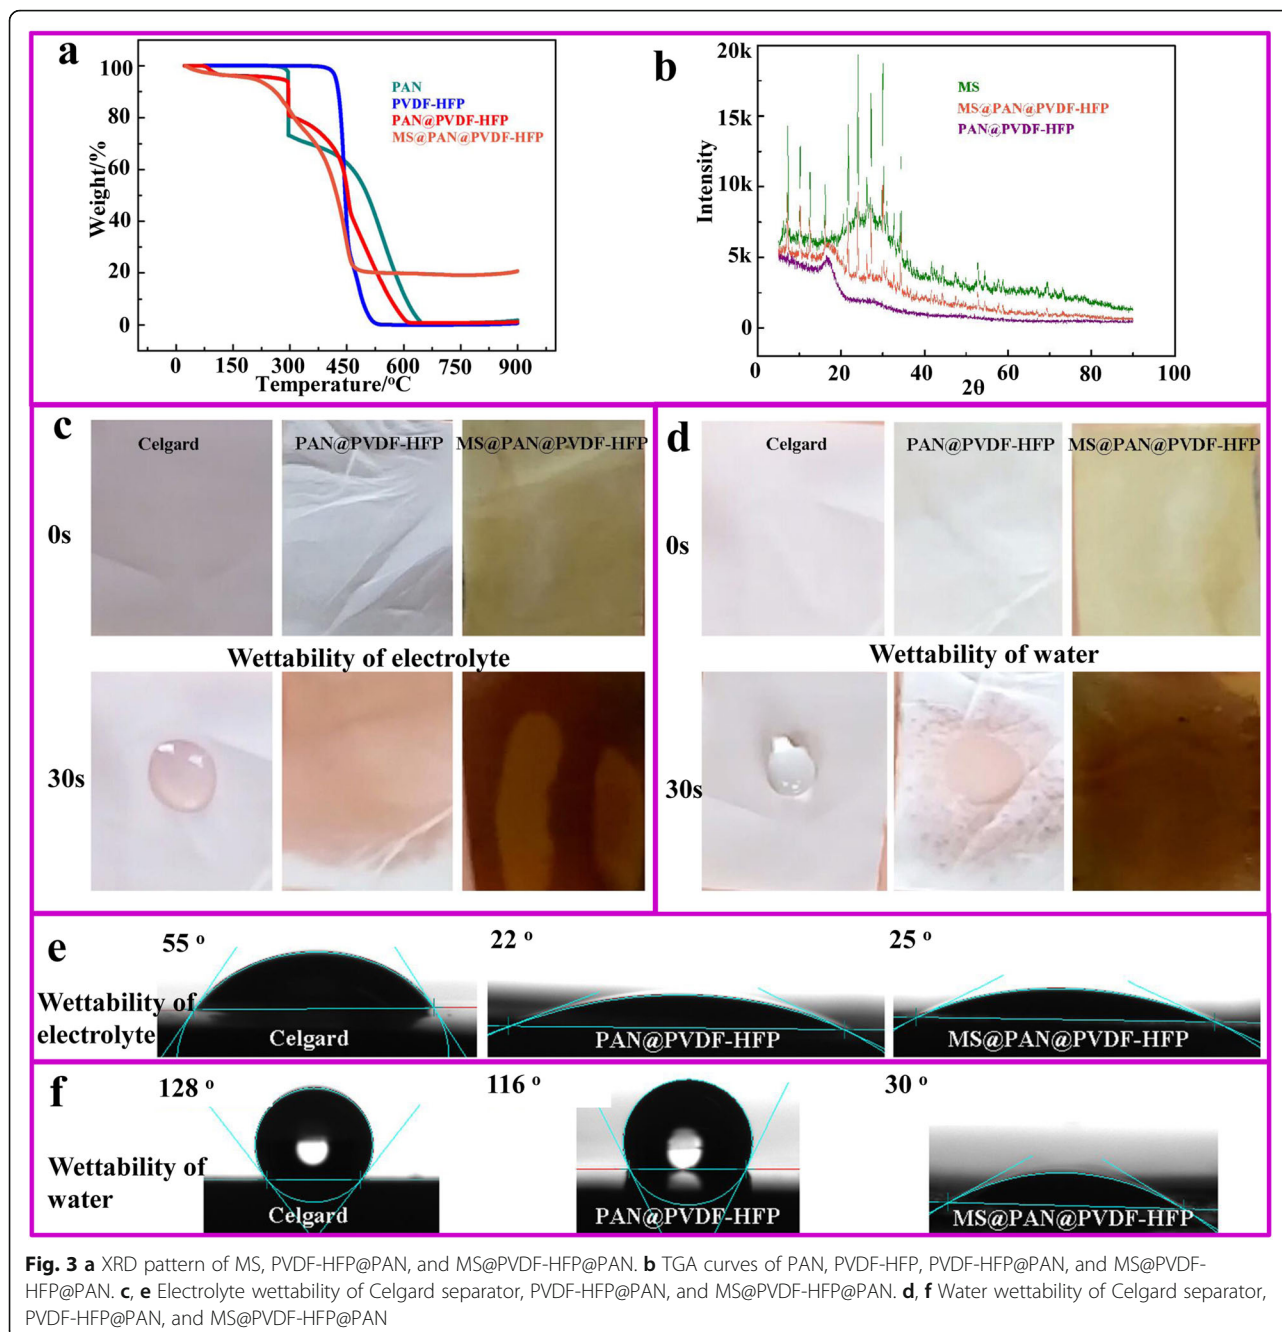 a
100
80
60
40
20
0
Weight/%
0 150 300 450 600 750 900
Temperature/°C
PAN
PVDF-HFP
PAN@PVDF-HFP
MS@PAN@PVDF-HFP
b
20k
15k
10k
5k
0
Intensity
0 20 40 60 80 100
2θ
MS
MS@PAN@PVDF-HFP
PAN@PVDF-HFP
c
Celgard PAN@PVDF-HFP MS@PAN@PVDF-HFP
0s
Wettability of electrolyte
30s
d
Celgard PAN@PVDF-HFP MS@PAN@PVDF-HFP
0s
Wettability of water
30s
e
55 ° 22 ° 25 °
Wettability of
electrolyte
Celgard PAN@PVDF-HFP MS@PAN@PVDF-HFP
f
128 ° 116 ° 30 °
Wettability of
water
Celgard PAN@PVDF-HFP MS@PAN@PVDF-HFP
Fig. 3 a XRD pattern of MS, PVDF-HFP@PAN, and MS@PVDF-HFP@PAN. b TGA curves of PAN, PVDF-HFP, PVDF-HFP@PAN, and MS@PVDF-
HFP@PAN. c, e Electrolyte wettability of Celgard separator, PVDF-HFP@PAN, and MS@PVDF-HFP@PAN. d, f Water wettability of Celgard separator,
PVDF-HFP@PAN, and MS@PVDF-HFP@PAN